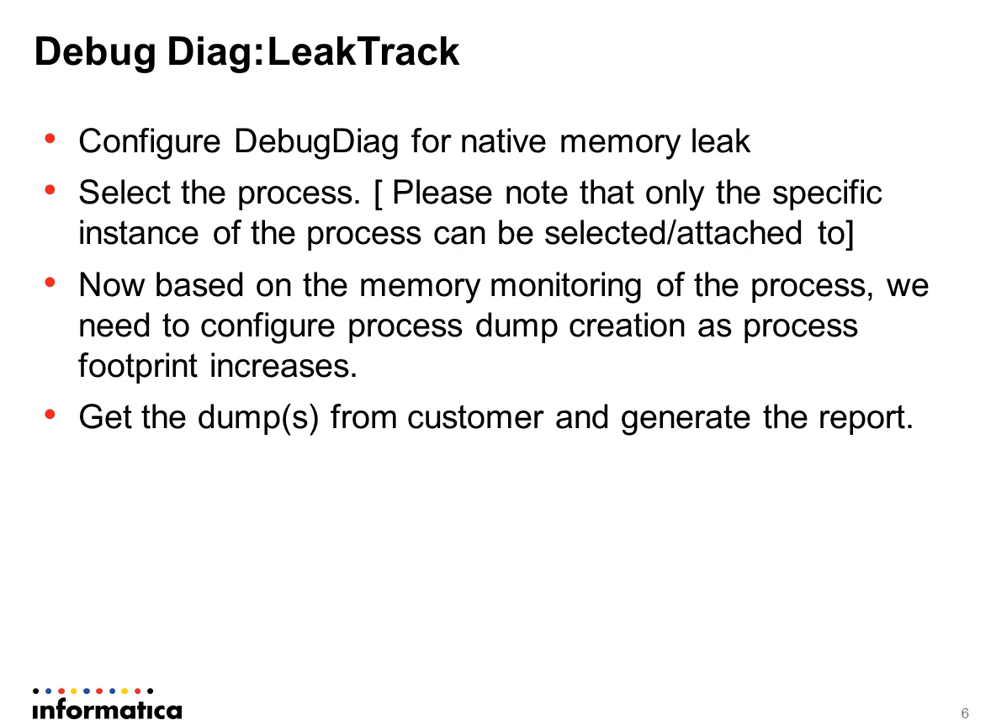 Debug Diag:LeakTrack
• Configure DebugDiag for native memory leak
• Select the process. [ Please note that only the specific
instance of the process can be selected/attached to]
• Now based on the memory monitoring of the process, we
need to configure process dump creation as process
footprint increases.
• Get the dump(s) from customer and generate the report.
informatica
6